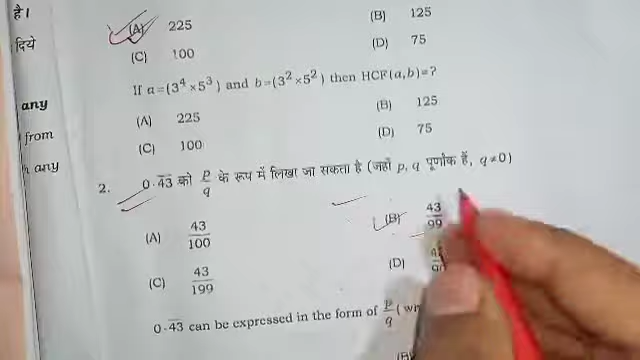 है।
दिये
any
from
any
(A) 225
(B) 125
(C) 100
(D) 75
If a=(3⁴×5³) and b=(3²×5²) then HCF(a,b)=?
(A) 225
(B) 125
(C) 100
(D) 75
2. 0·4̅3̅ को p/q के रूप में लिखा जा सकता है (जहाँ p, q पूर्णांक हैं, q≠0)
(A) 43/100
(B) 43/99
(C) 43/199
(D)
0·4̅3̅ can be expressed in the form of p/q (